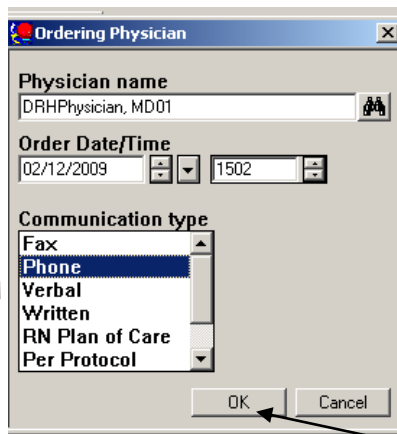 Ordering Physician
Physician name
DRHPhysician, MD01
Order Date/Time
02/12/2009 1502
Communication type
Fax
Phone
Verbal
Written
RN Plan of Care
Per Protocol
OK Cancel